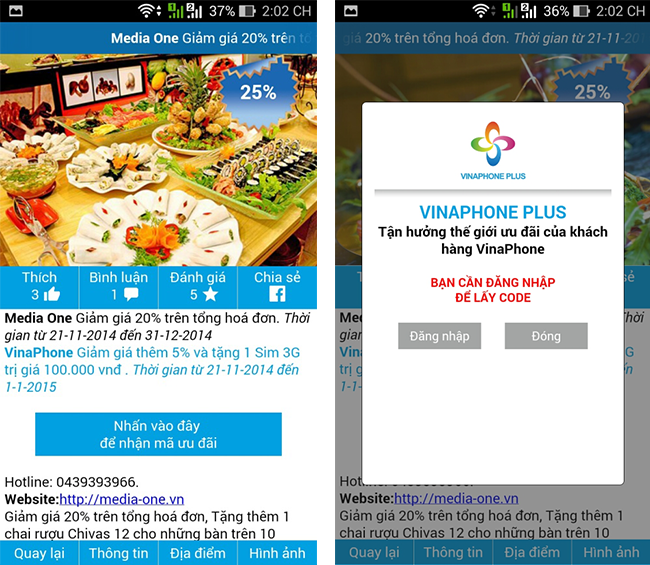 37% 2:02 CH
Media One Giảm giá 20% trên tổ
25%
Thích
3
Bình luận
1
Đánh giá
5
Chia sẻ
Media One Giảm giá 20% trên tổng hoá đơn. Thời
gian từ 21-11-2014 đến 31-12-2014
VinaPhone Giảm giá thêm 5% và tặng 1 Sim 3G
trị giá 100.000 vnđ . Thời gian từ 21-11-2014 đến
1-1-2015
Nhấn vào đây
để nhận mã ưu đãi
Hotline: 0439393966.
Website:http://media-one.vn
Giảm giá 20% trên tổng hoá đơn, Tặng thêm 1
chai rượu Chivas 12 cho những bàn trên 10
Quay lại Thông tin Địa điểm Hình ảnh
36% 2:02 CH
giá 20% trên tổng hoá đơn. Thời gian từ 21-11-201
25%
VINAPHONE PLUS
VINAPHONE PLUS
Tận hưởng thế giới ưu đãi của khách
hàng VinaPhone
BẠN CẦN ĐĂNG NHẬP
ĐỂ LẤY CODE
Đăng nhập Đóng
Website:http://media-one.vn
Giảm giá 20% trên tổng hoá đơn, Tặng thêm 1
chai rượu Chivas 12 cho những bàn trên 10
Quay lại Thông tin Địa điểm Hình ảnh